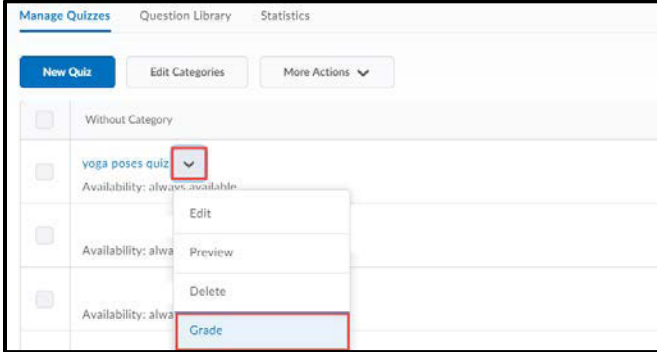 Manage Quizzes Question Library Statistics
New Quiz Edit Categories More Actions
Without Category
yoga poses quiz
Availability: always available
Edit
Availability: alwa Preview
Delete
Availability: alwa
Grade